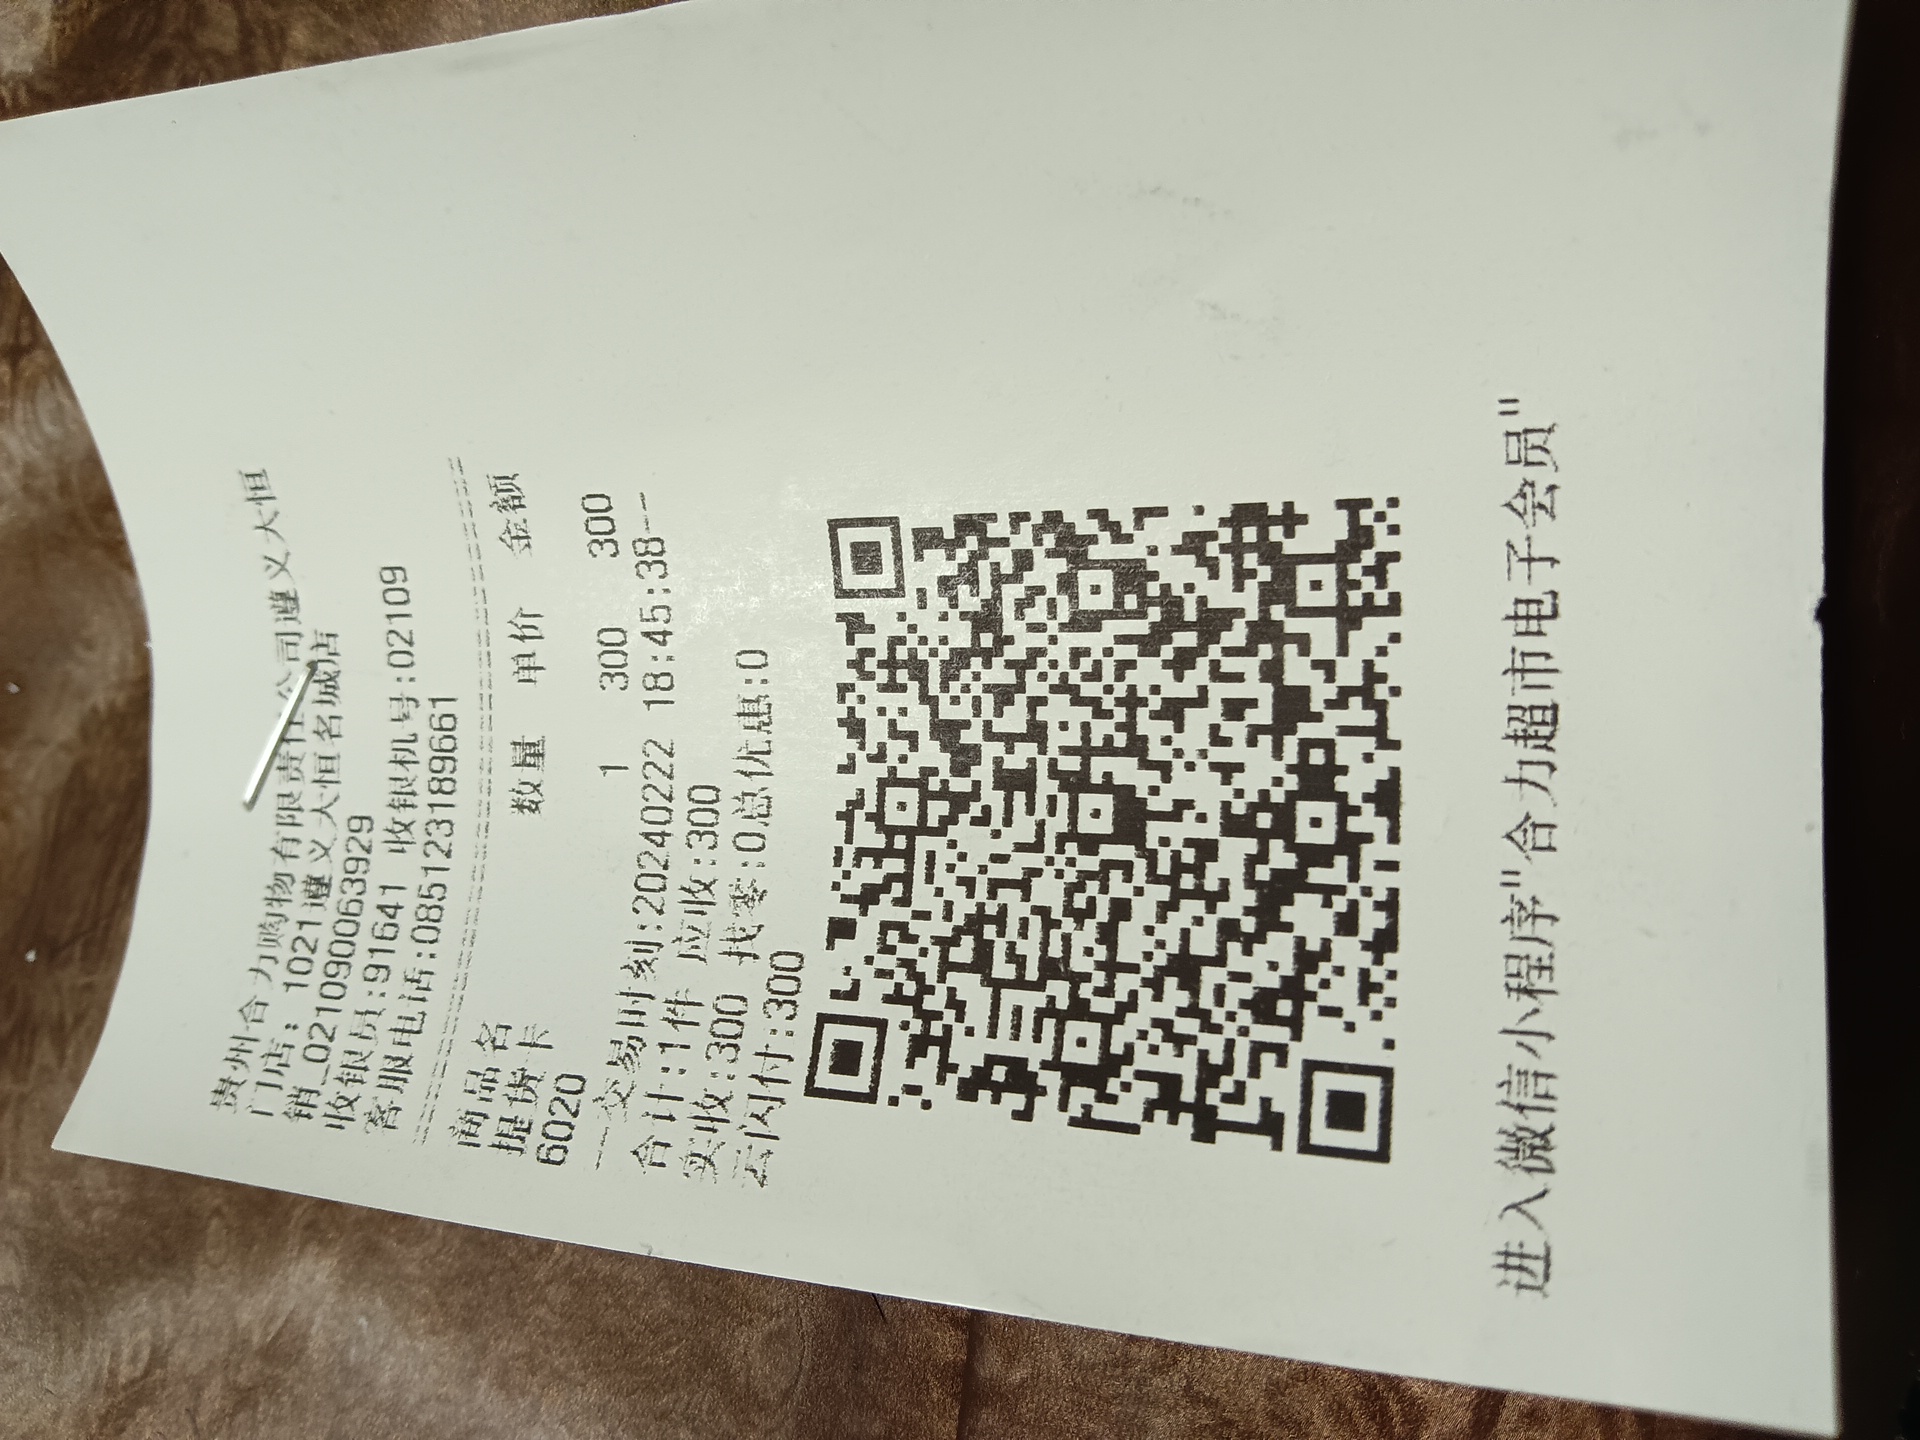 贵州合力购物有限责任公司遵义大恒
门店: 1021遵义大恒名城店
销_021090063929
收银员:91641 收银机号:02109
客服电话:085123189661
商品名 数量 单价 金额
提货卡
6020 1 300 300
——交易时刻:20240222 18:45:38——
合计:1件 应收:300
实收:300 找零:0总优惠:0
云闪付:300
进入微信小程序"合力超市电子会员"